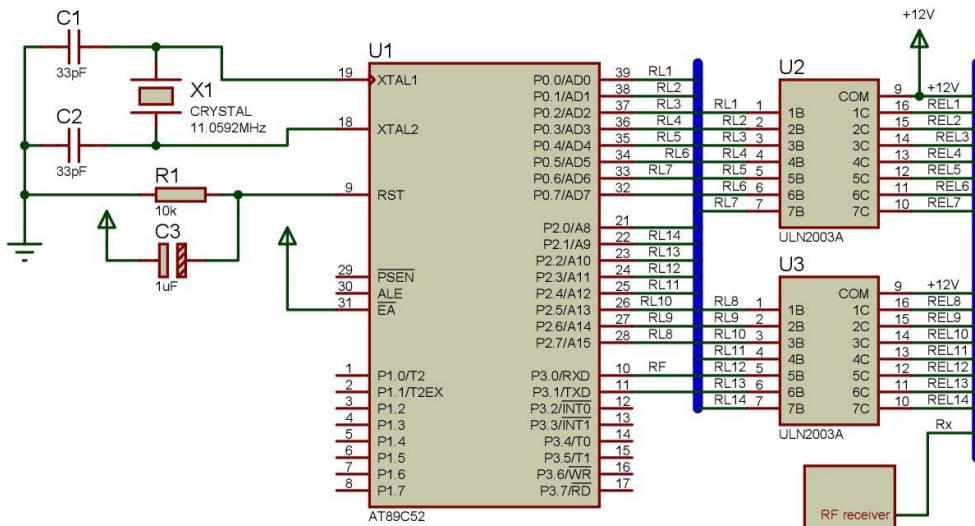 C1
33pF
X1
CRYSTAL
11.0592MHz
C2
33pF
R1
10k
C3
1uF
U1
19 XTAL1
18 XTAL2
9 RST
29 PSEN
30 ALE
31 EA
1 P1.0/T2
2 P1.1/T2EX
3 P1.2
4 P1.3
5 P1.4
6 P1.5
7 P1.6
8 P1.7
P0.0/AD0 39 RL1
P0.1/AD1 38 RL2
P0.2/AD2 37 RL3
P0.3/AD3 36 RL4
P0.4/AD4 35 RL5
P0.5/AD5 34 RL6
P0.6/AD6 33 RL7
P0.7/AD7 32
P2.0/A8 21
P2.1/A9 22 RL14
P2.2/A10 23 RL13
P2.3/A11 24 RL12
P2.4/A12 25 RL11
P2.5/A13 26 RL10
P2.6/A14 27 RL9
P2.7/A15 28 RL8
P3.0/RXD 10 RF
P3.1/TXD 11
P3.2/INT0 12
P3.3/INT1 13
P3.4/T0 14
P3.5/T1 15
P3.6/WR 16
P3.7/RD 17
AT89C52
+12V
U2
COM 9 +12V
RL1 1 1B 1C 16 REL1
RL2 2 2B 2C 15 REL2
RL3 3 3B 3C 14 REL3
RL4 4 4B 4C 13 REL4
RL5 5 5B 5C 12 REL5
RL6 6 6B 6C 11 REL6
RL7 7 7B 7C 10 REL7
ULN2003A
U3
COM 9 +12V
RL8 1 1B 1C 16 REL8
RL9 2 2B 2C 15 REL9
RL10 3 3B 3C 14 REL10
RL11 4 4B 4C 13 REL11
RL12 5 5B 5C 12 REL12
RL13 6 6B 6C 11 REL13
RL14 7 7B 7C 10 REL14
ULN2003A
Rx
RF receiver